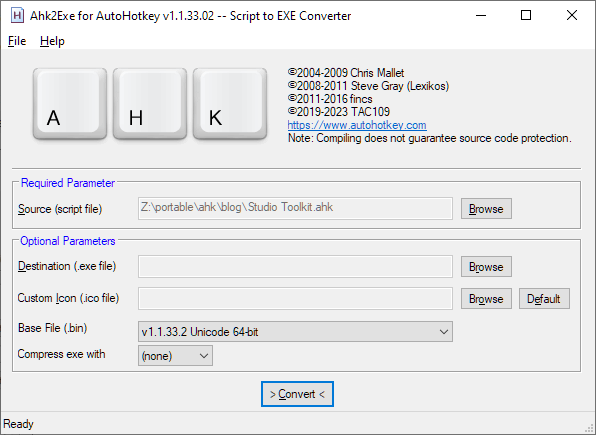 Ahk2Exe for AutoHotkey v1.1.33.02 -- Script to EXE Converter
File Help
A H K
©2004-2009 Chris Mallet
©2008-2011 Steve Gray (Lexikos)
©2011-2016 fincs
©2019-2023 TAC109
https://www.autohotkey.com
Note: Compiling does not guarantee source code protection.
Required Parameter
Source (script file) Z:\portable\ahk\blog\Studio Toolkit.ahk Browse
Optional Parameters
Destination (.exe file) Browse
Custom Icon (.ico file) Browse Default
Base File (.bin) v1.1.33.2 Unicode 64-bit
Compress exe with (none)
> Convert <
Ready